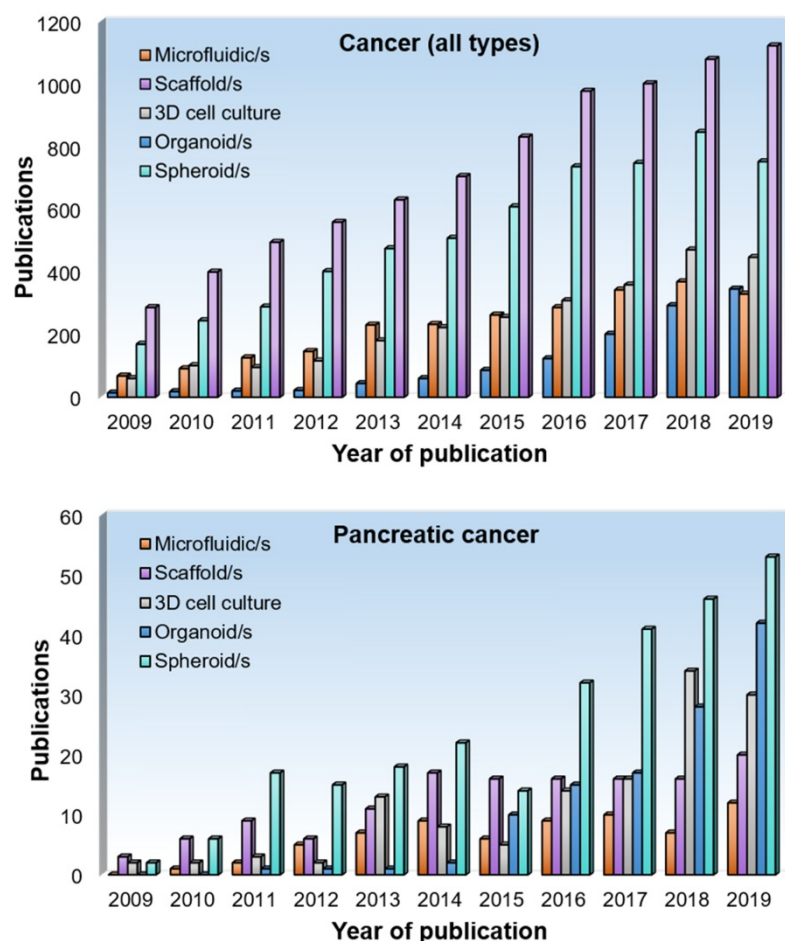 1200
1000
800
600
400
200
0
Publications
Cancer (all types)
Microfluidic/s
Scaffold/s
3D cell culture
Organoid/s
Spheroid/s
2009 2010 2011 2012 2013 2014 2015 2016 2017 2018 2019
Year of publication
60
50
40
30
20
10
0
Publications
Pancreatic cancer
Microfluidic/s
Scaffold/s
3D cell culture
Organoid/s
Spheroid/s
2009 2010 2011 2012 2013 2014 2015 2016 2017 2018 2019
Year of publication